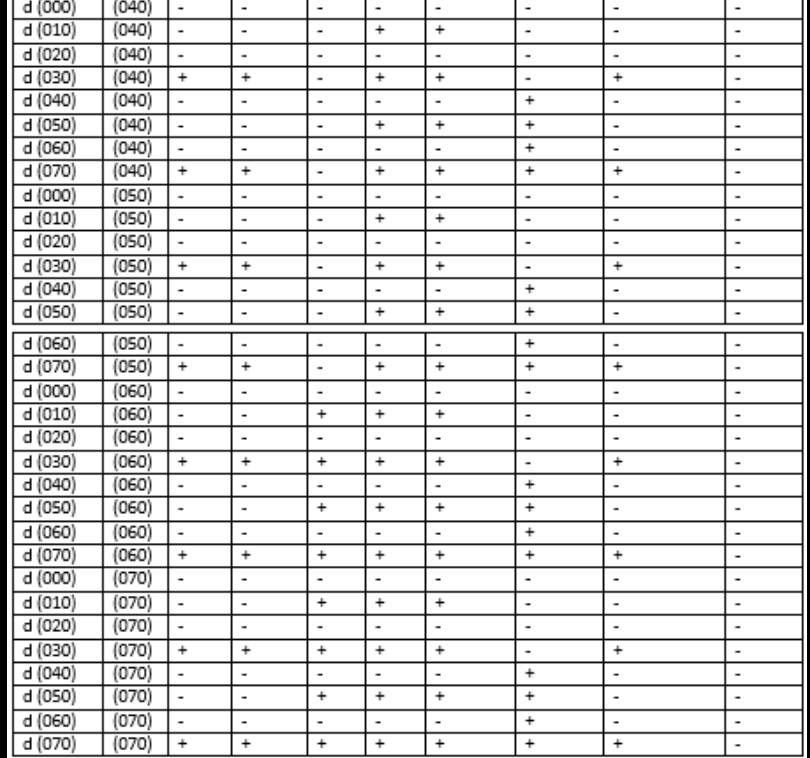 d (000) (040) - - - - - - - -
d (010) (040) - - - + + - - -
d (020) (040) - - - - - - - -
d (030) (040) + + - + + - + -
d (040) (040) - - - - - + - -
d (050) (040) - - - + + + - -
d (060) (040) - - - - - + - -
d (070) (040) + + - + + + + -
d (000) (050) - - - - - - - -
d (010) (050) - - - + + - - -
d (020) (050) - - - - - - - -
d (030) (050) + + - + + - + -
d (040) (050) - - - - - + - -
d (050) (050) - - - + + + - -
d (060) (050) - - - - - + - -
d (070) (050) + + - + + + + -
d (000) (060) - - - - - - - -
d (010) (060) - - + + + - - -
d (020) (060) - - - - - - - -
d (030) (060) + + + + + - + -
d (040) (060) - - - - - + - -
d (050) (060) - - + + + + - -
d (060) (060) - - - - - + - -
d (070) (060) + + + + + + + -
d (000) (070) - - - - - - - -
d (010) (070) - - + + + - - -
d (020) (070) - - - - - - - -
d (030) (070) + + + + + - + -
d (040) (070) - - - - - + - -
d (050) (070) - - + + + + - -
d (060) (070) - - - - - + - -
d (070) (070) + + + + + + + -